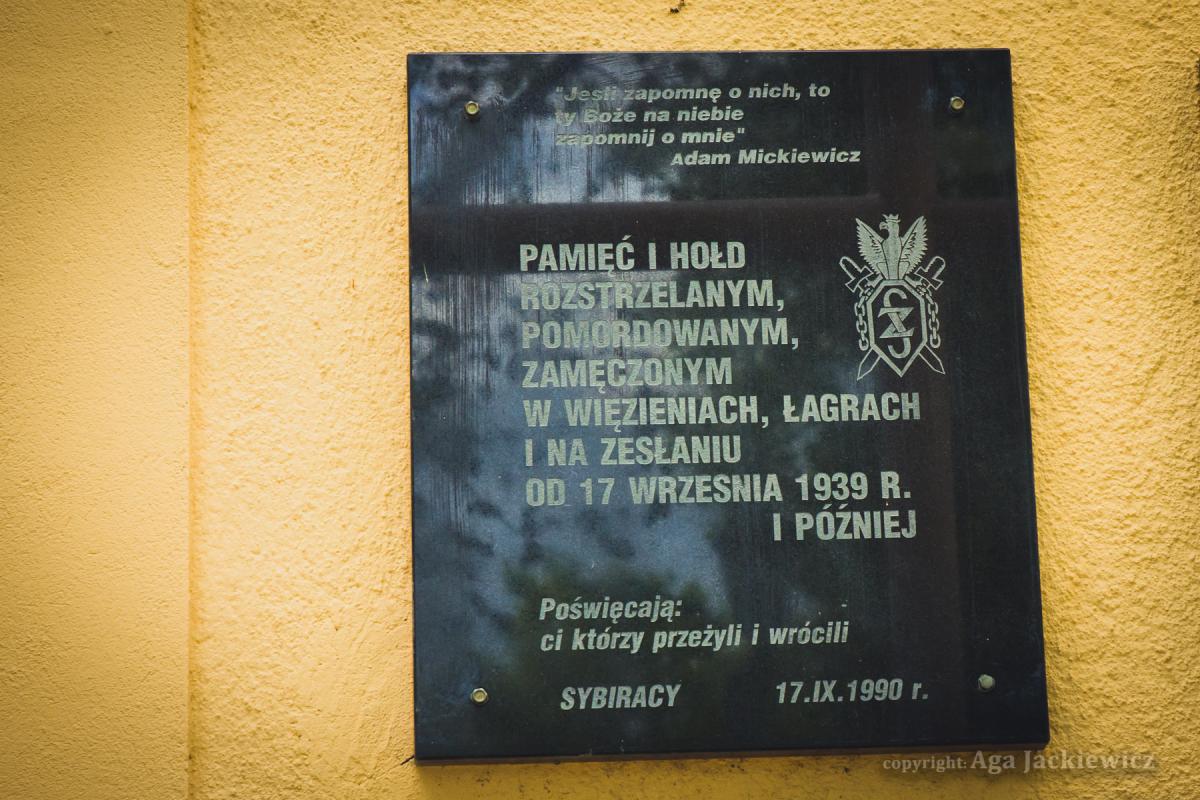 "Jeśli zapomnę o nich, to
ty Boże na niebie
zapomnij o mnie"
Adam Mickiewicz
PAMIĘĆ I HOŁD
ROZSTRZELANYM,
POMORDOWANYM,
ZAMĘCZONYM
W WIĘZIENIACH, ŁAGRACH
I NA ZESŁANIU
OD 17 WRZESNIA 1939 R.
I PÓŹNIEJ
Poświęcają:
ci którzy przeżyli i wrócili
SYBIRACY 17.IX.1990 r.
copyright: Aga Jackiewicz